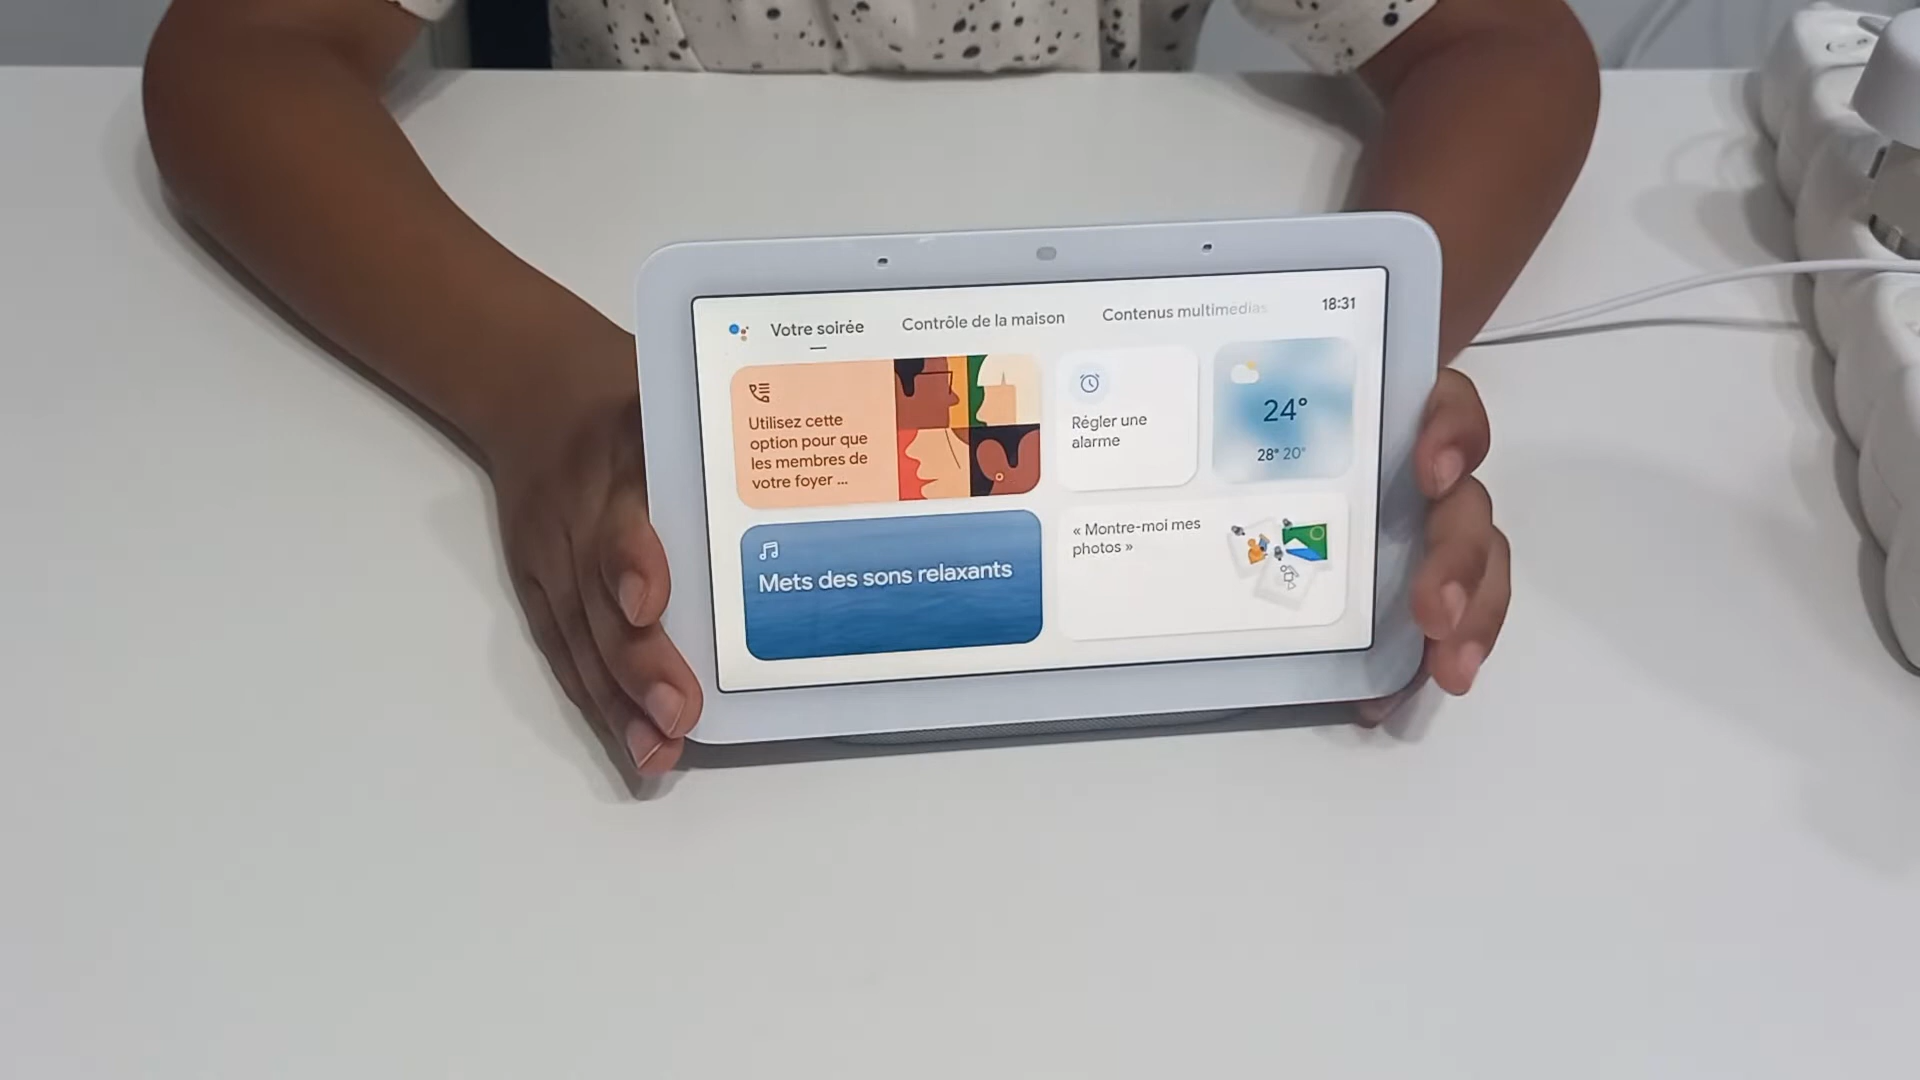 Votre soirée
Contrôle de la maison
Contenus multimédias
18:31
Utilisez cette
option pour que
les membres de
votre foyer ...
Régler une
alarme
24°
28° 20°
Mets des sons relaxants
« Montre-moi mes
photos »